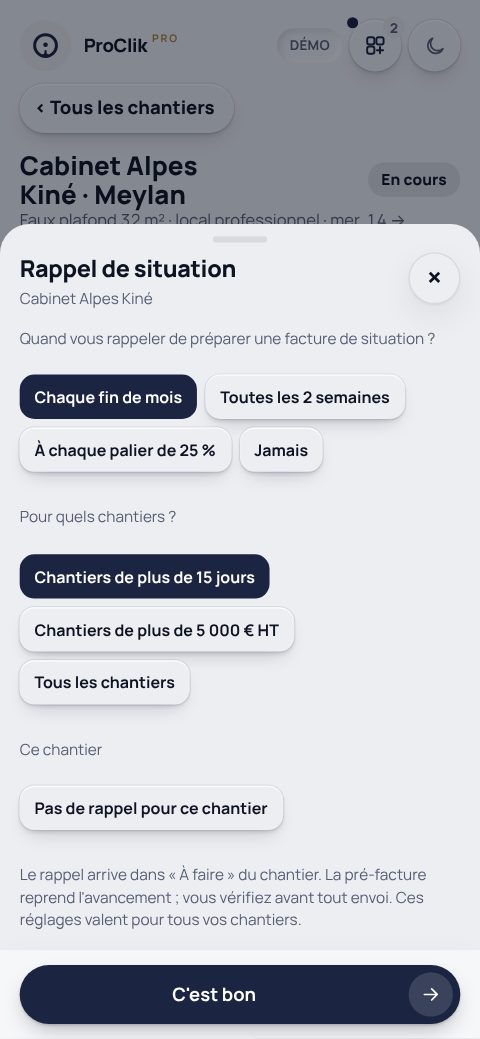 ProClik PRO
DÉMO
2
‹ Tous les chantiers
Cabinet Alpes
Kiné · Meylan
En cours
Faux plafond 32 m² · local professionnel · mer. 14 →
Rappel de situation
×
Cabinet Alpes Kiné
Quand vous rappeler de préparer une facture de situation ?
Chaque fin de mois
Toutes les 2 semaines
À chaque palier de 25 %
Jamais
Pour quels chantiers ?
Chantiers de plus de 15 jours
Chantiers de plus de 5 000 € HT
Tous les chantiers
Ce chantier
Pas de rappel pour ce chantier
Le rappel arrive dans « À faire » du chantier. La pré-facture
reprend l'avancement ; vous vérifiez avant tout envoi. Ces
réglages valent pour tous vos chantiers.
C'est bon →